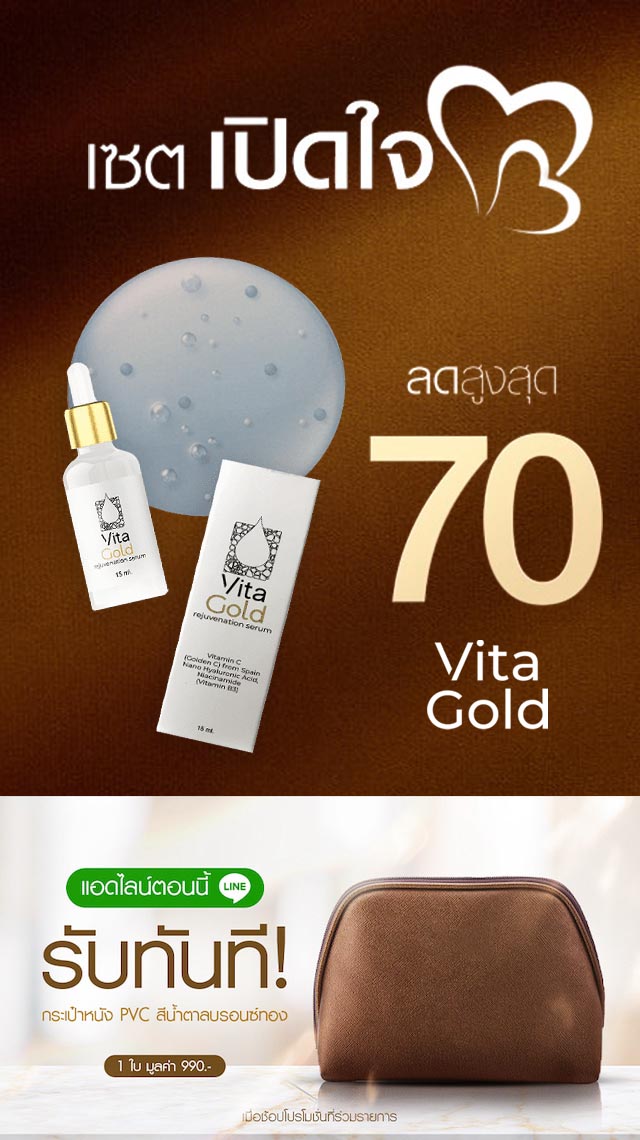 เซต เปิดใจ
ลดสูงสุด
70
Vita
Gold
Vita
Gold
rejuvenation serum
15 ml.
Vita
Gold
rejuvenation serum
Vitamin C
(Golden C) from Spain
Nano Hyaluronic Acid,
Niacinamide
(Vitamin B3)
15 ml.
แอดไลน์ตอนนี้ LINE
รับทันที!
กระเป๋าหนัง PVC สีน้ำตาลบรอนซ์ทอง
1 ใบ มูลค่า 990.-
เมื่อช้อปโปรโมชันที่ร่วมรายการ